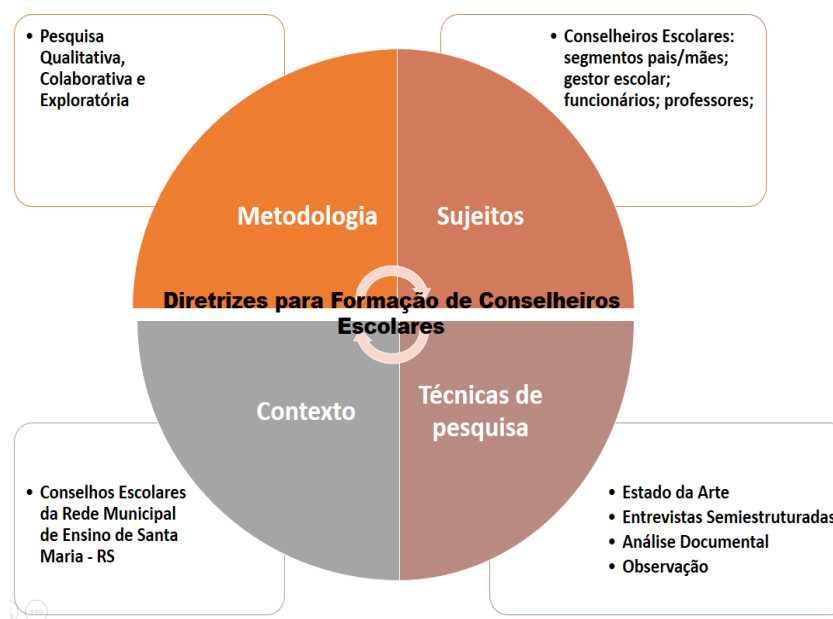 • Pesquisa
Qualitativa,
Colaborativa e
Exploratória
• Conselheiros Escolares:
segmentos pais/mães;
gestor escolar;
funcionários; professores;
Metodologia
Sujeitos
Diretrizes para Formação de Conselheiros
Escolares
Contexto
Técnicas de
pesquisa
• Conselhos Escolares
da Rede Municipal
de Ensino de Santa
Maria - RS
• Estado da Arte
• Entrevistas Semiestruturadas
• Análise Documental
• Observação